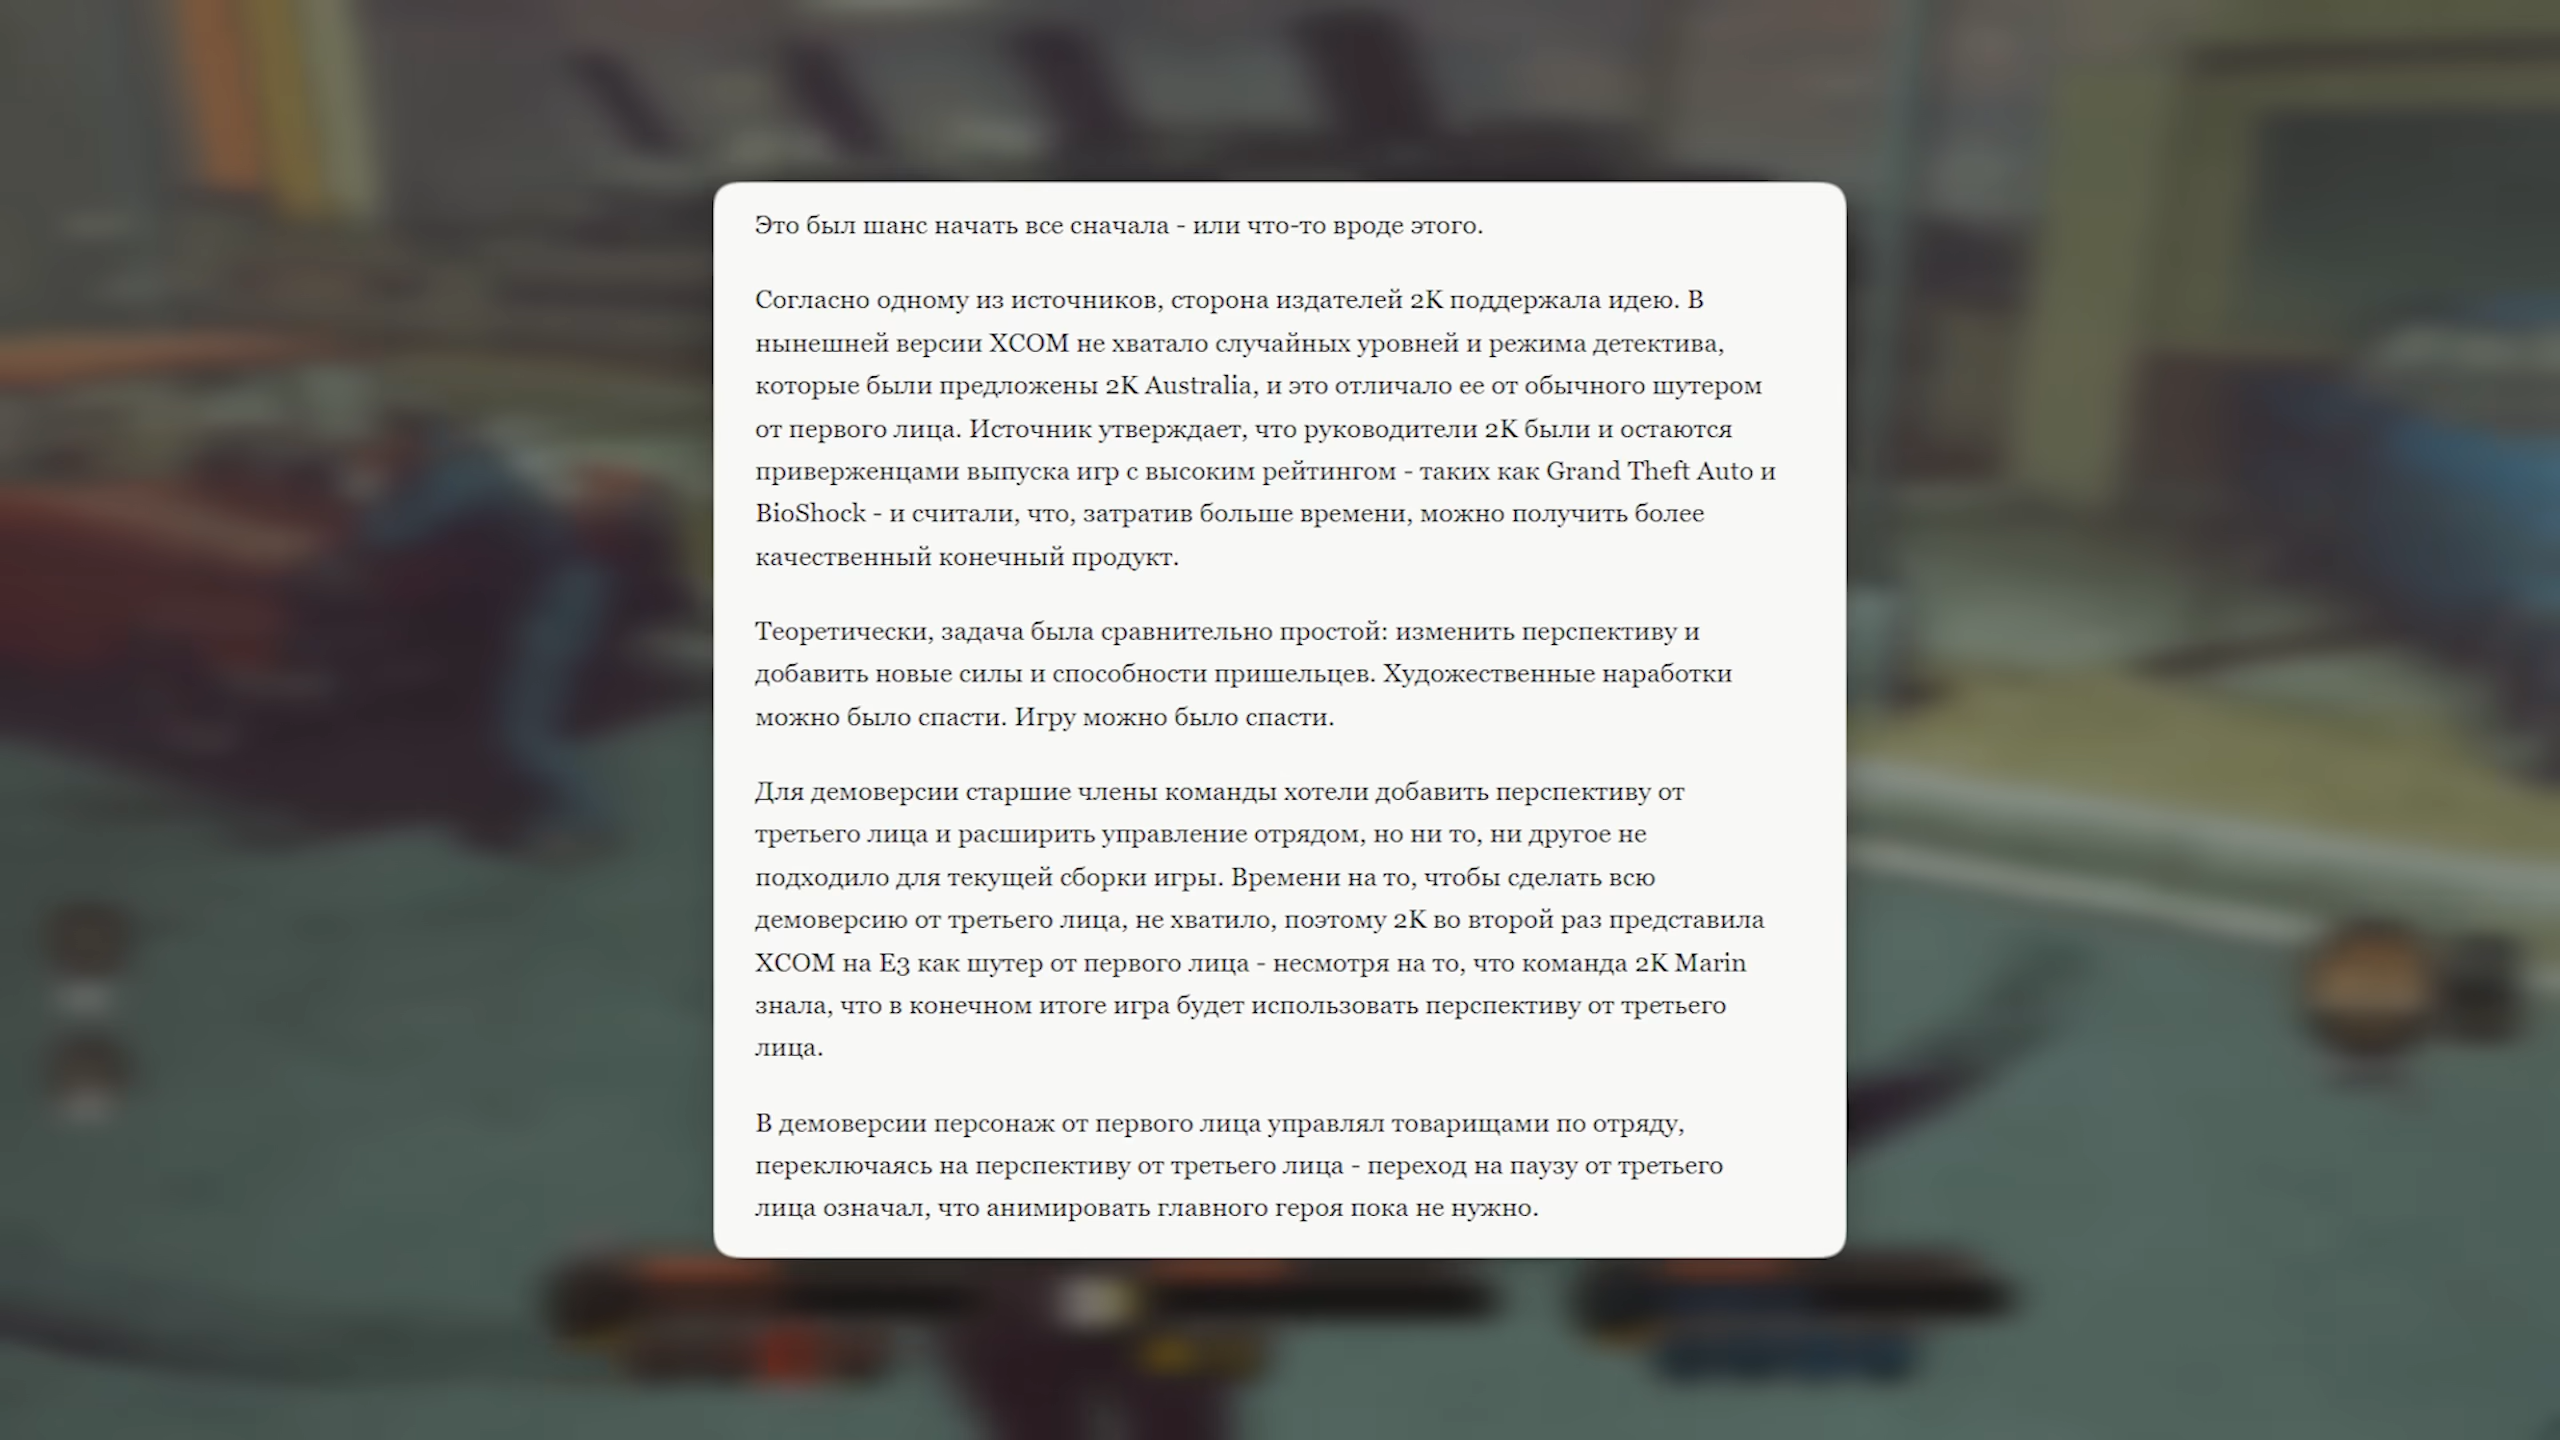 Это был шанс начать все сначала - или что-то вроде этого.
Согласно одному из источников, сторона издателей 2K поддержала идею. В
нынешней версии XCOM не хватало случайных уровней и режима детектива,
которые были предложены 2K Australia, и это отличало ее от обычного шутером
от первого лица. Источник утверждает, что руководители 2K были и остаются
приверженцами выпуска игр с высоким рейтингом - таких как Grand Theft Auto и
BioShock - и считали, что, затратив больше времени, можно получить более
качественный конечный продукт.
Теоретически, задача была сравнительно простой: изменить перспективу и
добавить новые силы и способности пришельцев. Художественные наработки
можно было спасти. Игру можно было спасти.
Для демоверсии старшие члены команды хотели добавить перспективу от
третьего лица и расширить управление отрядом, но ни то, ни другое не
подходило для текущей сборки игры. Времени на то, чтобы сделать всю
демоверсию от третьего лица, не хватило, поэтому 2K во второй раз представила
XCOM на E3 как шутер от первого лица - несмотря на то, что команда 2K Marin
знала, что в конечном итоге игра будет использовать перспективу от третьего
лица.
В демоверсии персонаж от первого лица управлял товарищами по отряду,
переключаясь на перспективу от третьего лица - переход на паузу от третьего
лица означал, что анимировать главного героя пока не нужно.